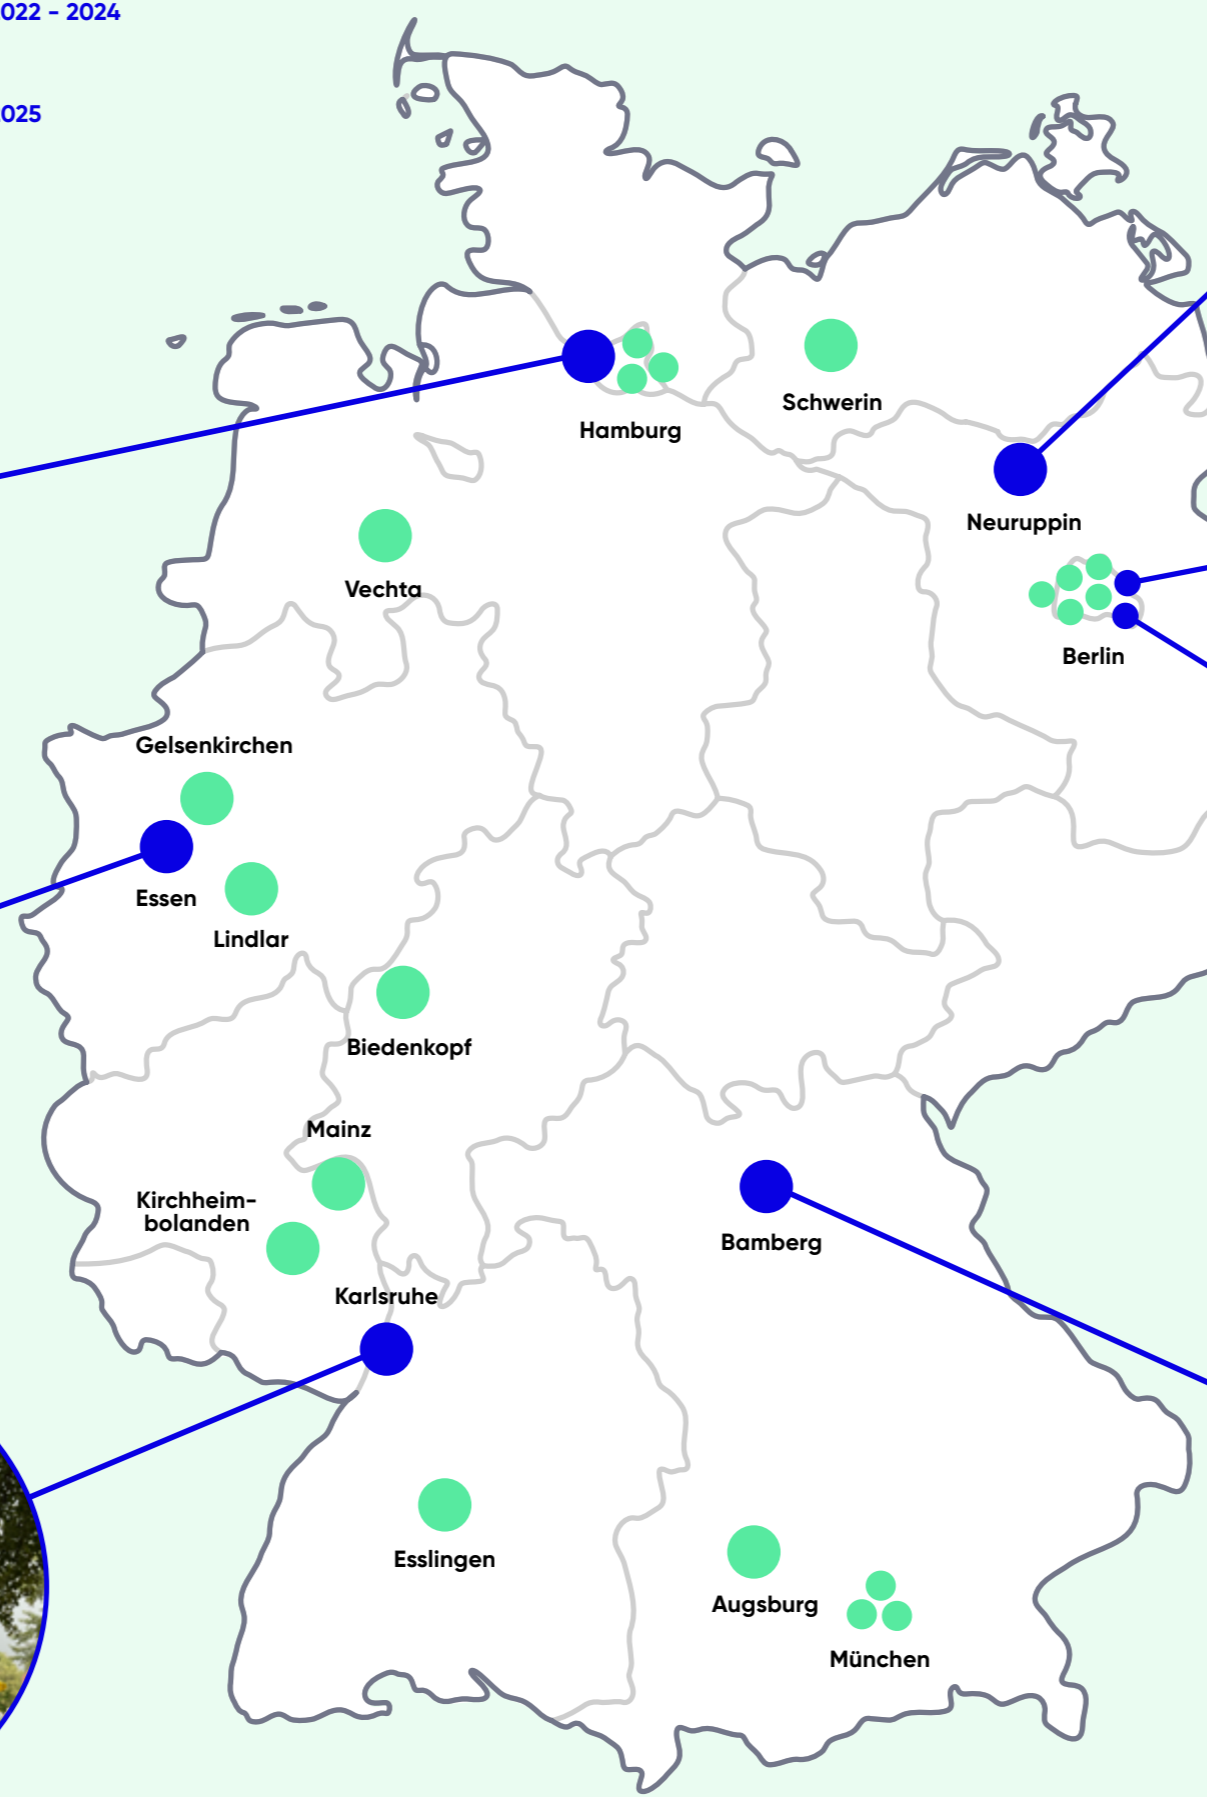 022 - 2024
025
Schwerin
Hamburg
Neuruppin
Vechta
Berlin
Gelsenkirchen
Essen
Lindlar
Biedenkopf
Mainz
Kirchheim-
bolanden
Bamberg
Karlsruhe
Esslingen
Augsburg
München